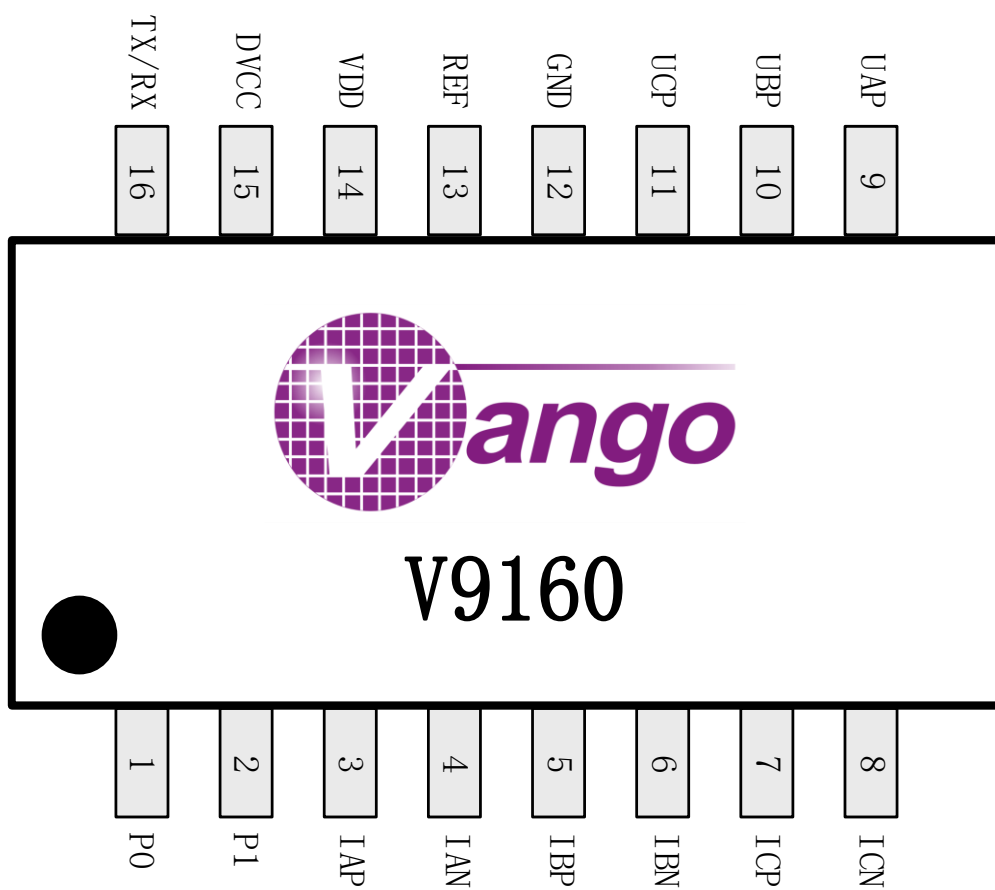 TX/RX DVCC VDD REF GND UCP UBP UAP
16 15 14 13 12 11 10 9
Vango
V9160
1 2 3 4 5 6 7 8
P0 P1 IAP IAN IBP IBN ICP ICN